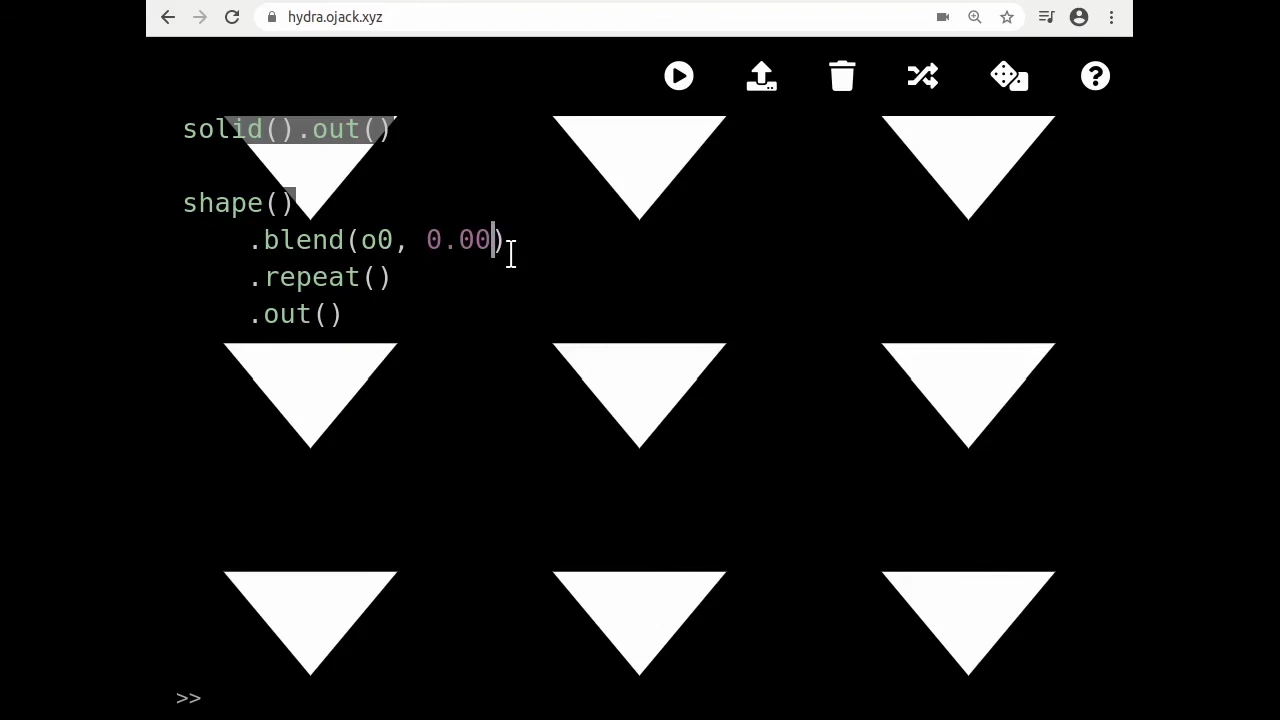 hydra.ojack.xyz
solid().out()
shape()
.blend(o0, 0.00)
.repeat()
.out()
>>